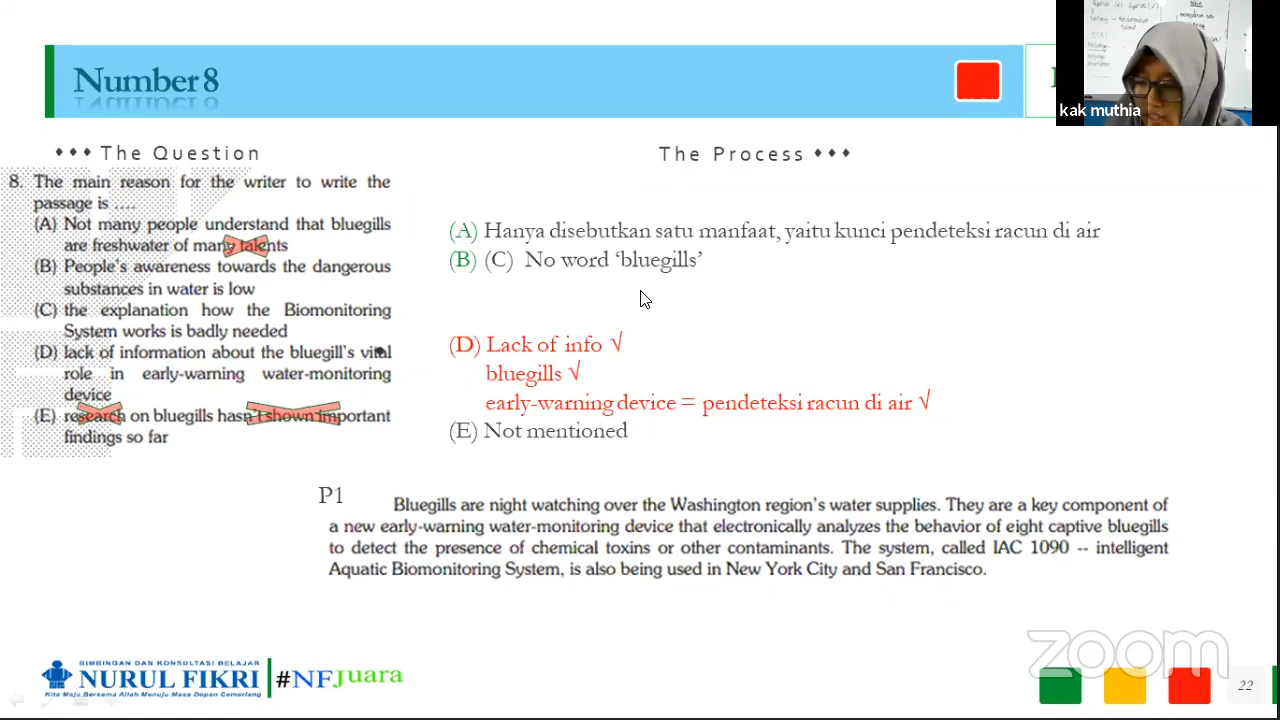 Number 8
kak muthia
♦♦♦ The Question
8. The main reason for the writer to write the
passage is ....
(A) Not many people understand that bluegills
are freshwater of many talents
(B) People's awareness towards the dangerous
substances in water is low
(C) the explanation how the Biomonitoring
System works is badly needed
(D) lack of information about the bluegill's vital
role in early-warning water-monitoring
device
(E) research on bluegills hasn't shown important
findings so far
The Process ♦♦♦
(A) Hanya disebutkan satu manfaat, yaitu kunci pendeteksi racun di air
(B) (C) No word ‘bluegills’
(D) Lack of info √
bluegills √
early-warning device = pendeteksi racun di air √
(E) Not mentioned
P1
Bluegills are night watching over the Washington region's water supplies. They are a key component of
a new early-warning water-monitoring device that electronically analyzes the behavior of eight captive bluegills
to detect the presence of chemical toxins or other contaminants. The system, called IAC 1090 -- intelligent
Aquatic Biomonitoring System, is also being used in New York City and San Francisco.
BIMBINGAN DAN KONSULTASI BELAJAR
NURUL FIKRI
Kita Maju Bersama Allah Menuju Masa Depan Cemerlang
#NFJuara
zoom
22